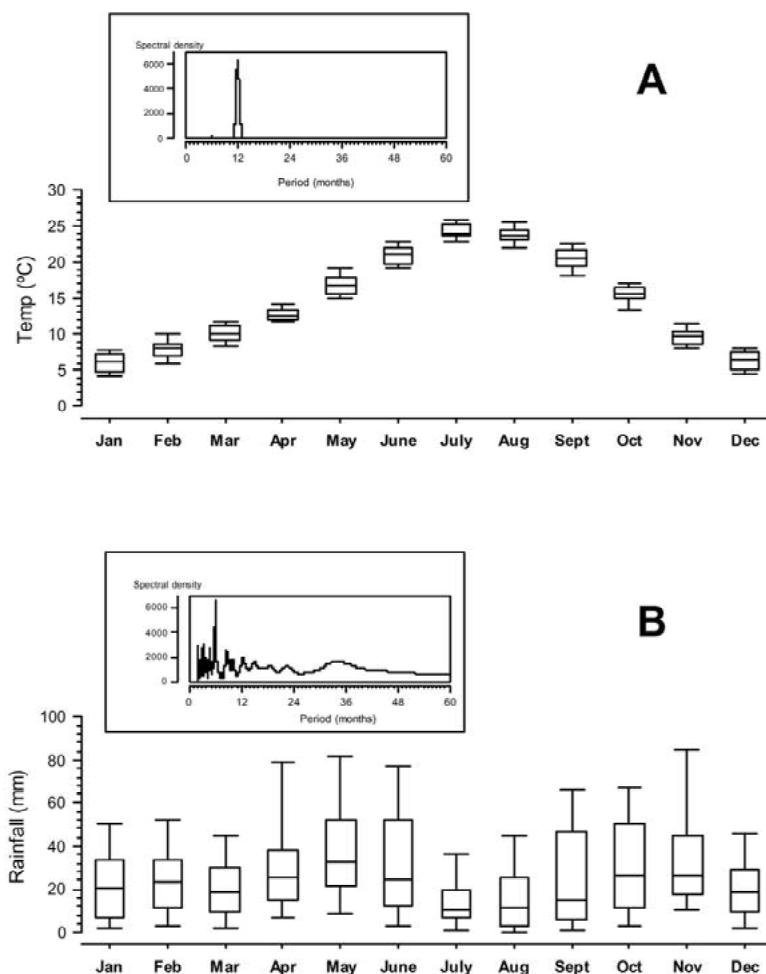 Spectral density
A
6000
4000
2000
0
0 12 24 36 48 60
Period (months)
30
25
20
15
10
5
0
Temp (ºC)
Jan Feb Mar Apr May June July Aug Sept Oct Nov Dec
Spectral density
B
6000
4000
2000
0
0 12 24 36 48 60
Period (months)
100
80
60
40
20
0
Rainfall (mm)
Jan Feb Mar Apr May June July Aug Sept Oct Nov Dec